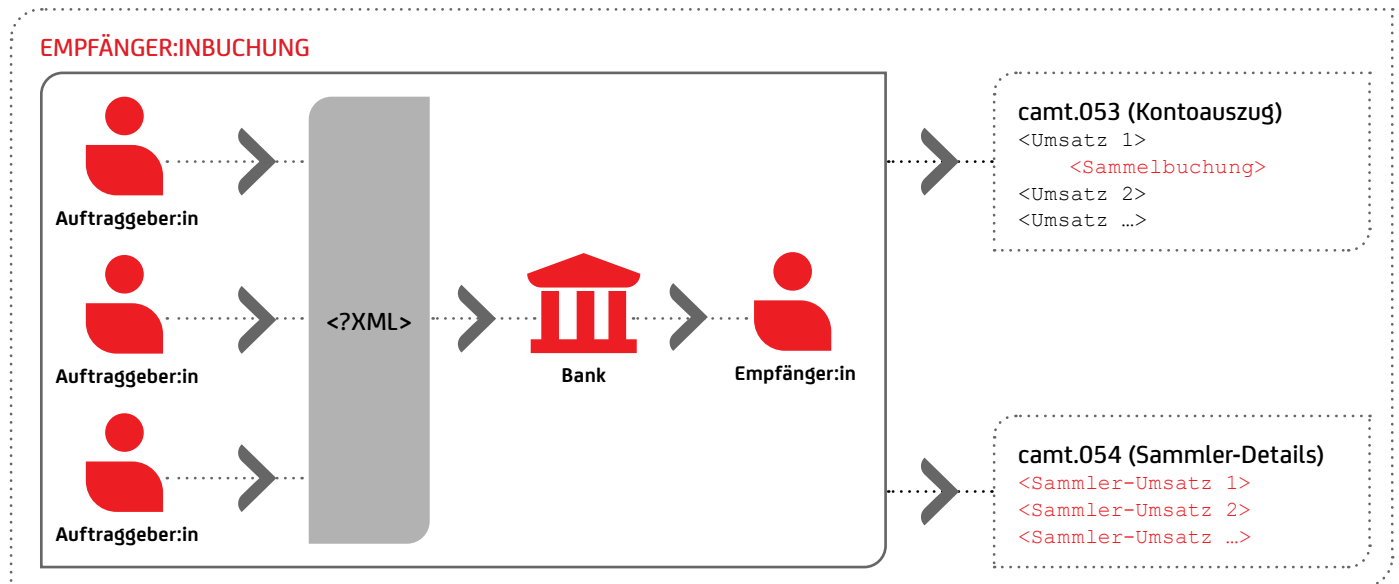 EMPFÄNGER:INBUCHUNG
Auftraggeber:in
Auftraggeber:in
Auftraggeber:in
<?XML>
Bank
Empfänger:in
camt.053 (Kontoauszug)
<Umsatz 1>
<Sammelbuchung>
<Umsatz 2>
<Umsatz …>
camt.054 (Sammler-Details)
<Sammler-Umsatz 1>
<Sammler-Umsatz 2>
<Sammler-Umsatz …>